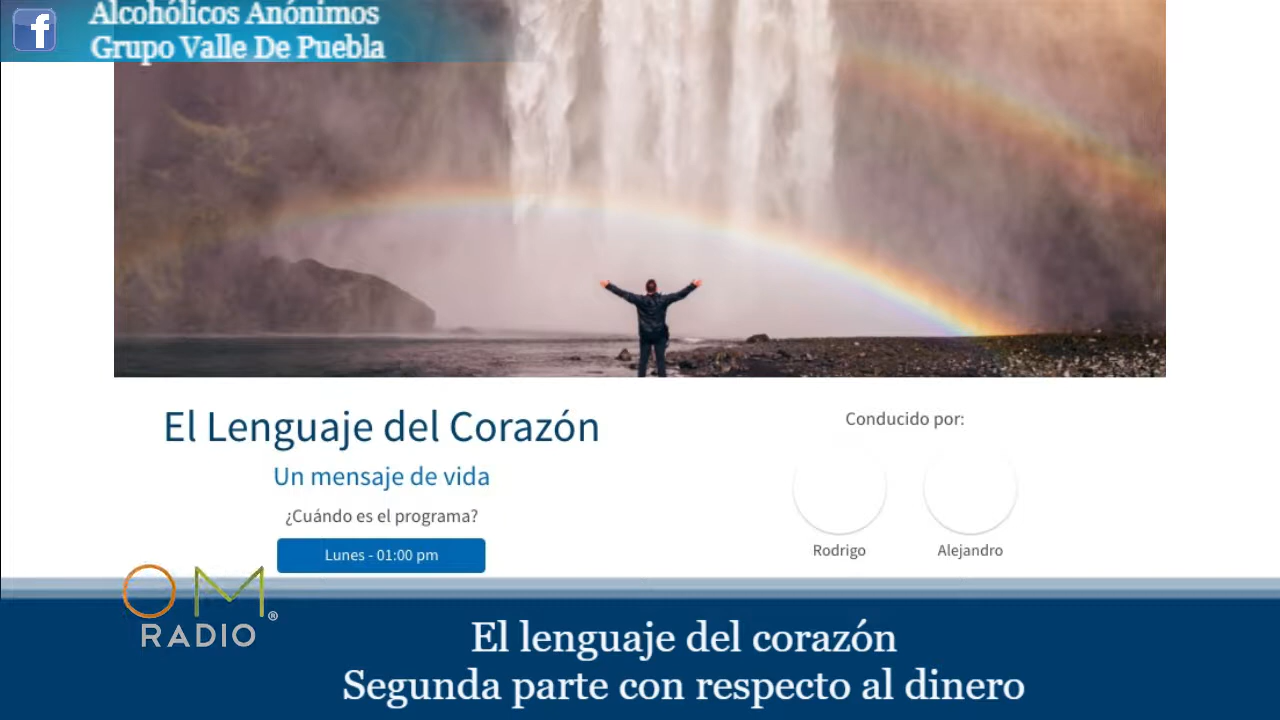 f
Alcohólicos Anónimos
Grupo Valle De Puebla
El Lenguaje del Corazón
Un mensaje de vida
¿Cuándo es el programa?
Lunes - 01:00 pm
Conducido por:
Rodrigo
Alejandro
OM
RADIO®
El lenguaje del corazón
Segunda parte con respecto al dinero